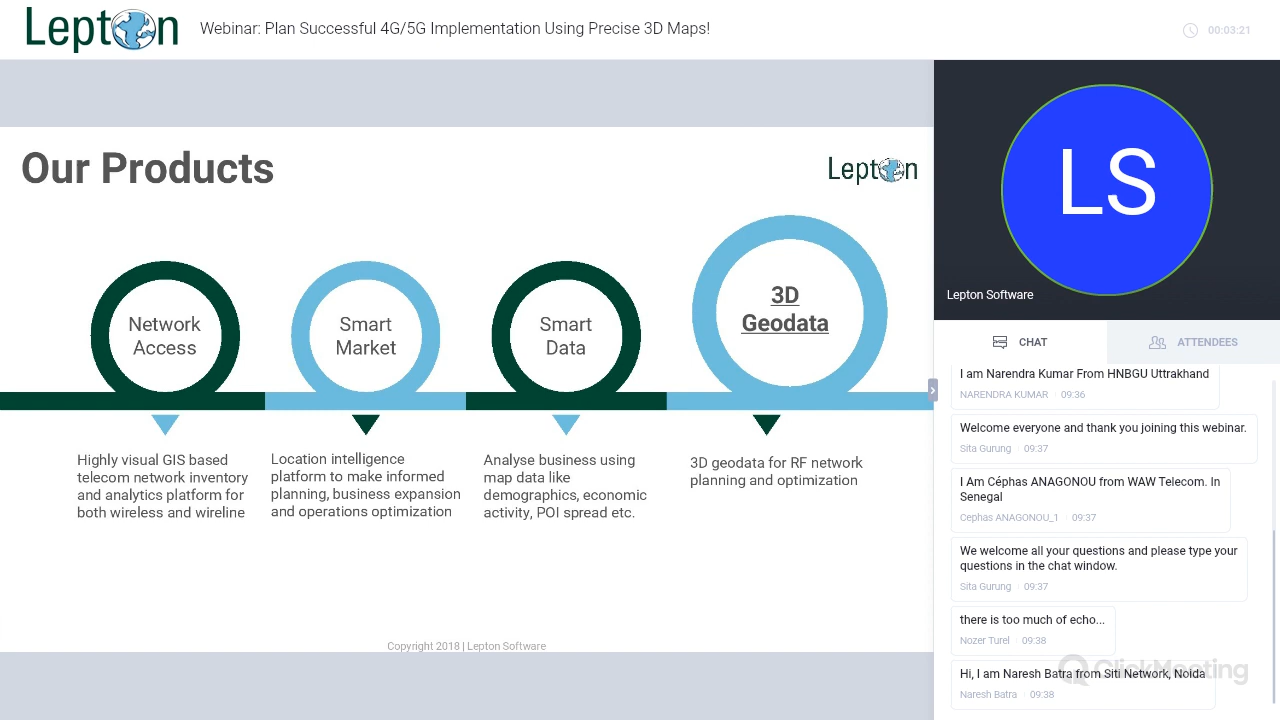 Lepton
Webinar: Plan Successful 4G/5G Implementation Using Precise 3D Maps!
00:03:21
Our Products
Lepton
Network
Access
Smart
Market
Smart
Data
3D
Geodata
Highly visual GIS based
telecom network inventory
and analytics platform for
both wireless and wireline
Location intelligence
platform to make informed
planning, business expansion
and operations optimization
Analyse business using
map data like
demographics, economic
activity, POI spread etc.
3D geodata for RF network
planning and optimization
Copyright 2018 | Lepton Software
LS
Lepton Software
CHAT
ATTENDEES
I am Narendra Kumar From HNBGU Uttrakhand
NARENDRA KUMAR 09:36
Welcome everyone and thank you joining this webinar.
Sita Gurung 09:37
I Am Céphas ANAGONOU from WAW Telecom. In
Senegal
Cephas ANAGONOU_1 09:37
We welcome all your questions and please type your
questions in the chat window.
Sita Gurung 09:37
there is too much of echo...
Nozer Turel 09:38
Hi, I am Naresh Batra from Siti Network, Noida
Naresh Batra 09:38
ClickMeeting